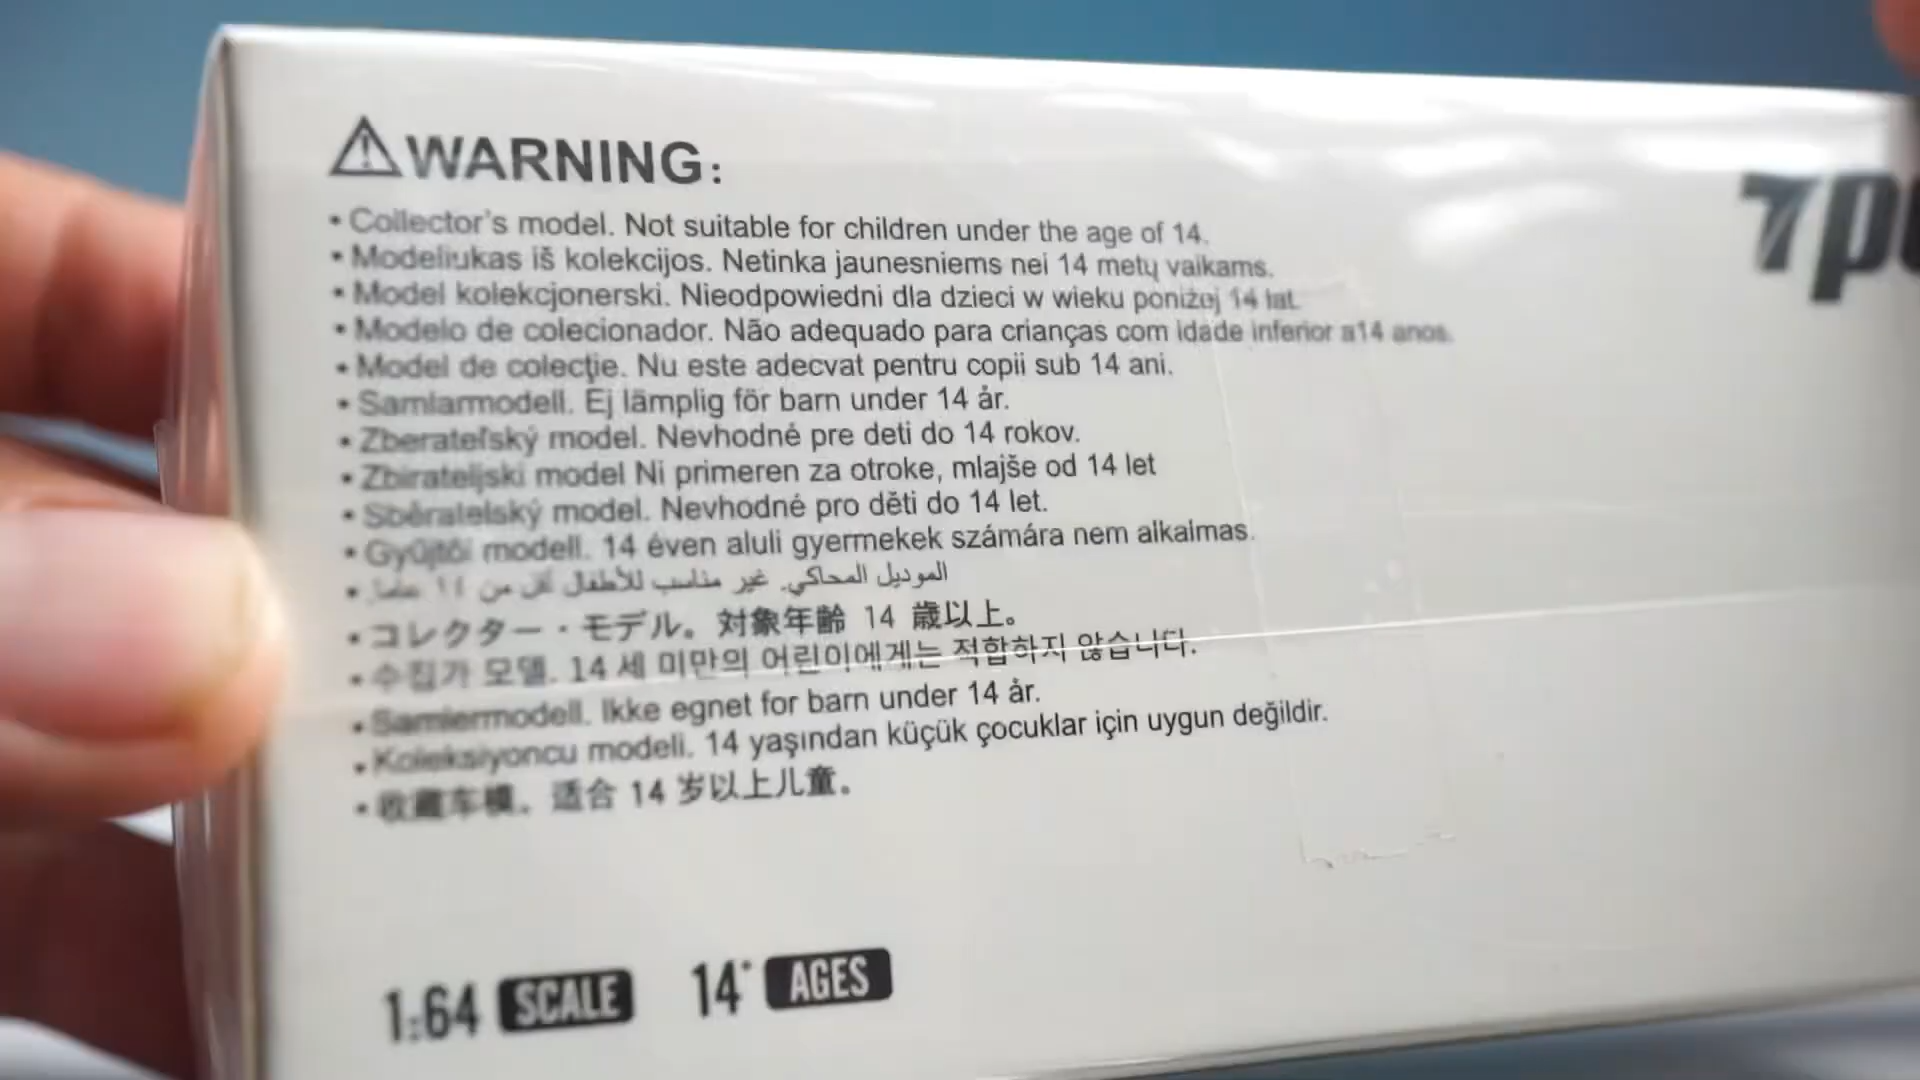 ⚠WARNING:
• Collector's model. Not suitable for children under the age of 14.
• Modeliukas iš kolekcijos. Netinka jaunesniems nei 14 metų vaikams.
• Model kolekcjonerski. Nieodpowiedni dla dzieci w wieku poniżej 14 lat.
• Modelo de colecionador. Não adequado para crianças com idade inferior a14 anos.
• Model de colecţie. Nu este adecvat pentru copii sub 14 ani.
• Samlarmodell. Ej lämplig för barn under 14 år.
• Zberateľský model. Nevhodné pre deti do 14 rokov.
• Zbirateljski model Ni primeren za otroke, mlajše od 14 let
• Sběratelský model. Nevhodné pro děti do 14 let.
• Gyűjtői modell. 14 éven aluli gyermekek számára nem alkalmas.
• الموديل المحاكي. غير مناسب للأطفال أقل من ١٤ عاما.
• コレクター・モデル。対象年齢 14 歳以上。
• 수집가 모델. 14 세 미만의 어린이에게는 적합하지 않습니다.
• Samlermodell. Ikke egnet for barn under 14 år.
• Koleksiyoncu modeli. 14 yaşından küçük çocuklar için uygun değildir.
• 收藏车模。适合 14 岁以上儿童。
1:64 SCALE 14+ AGES